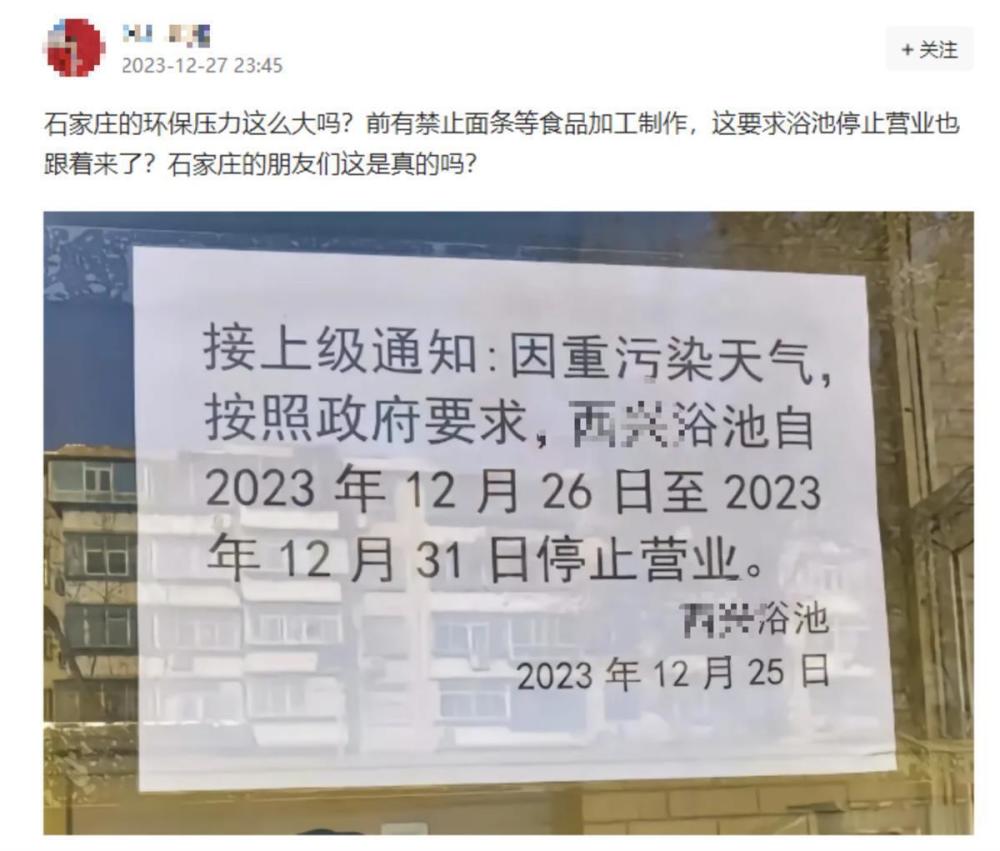 2023-12-27 23:45
+ 关注
石家庄的环保压力这么大吗？前有禁止面条等食品加工制作，这要求浴池停止营业也
跟着来了？石家庄的朋友们这是真的吗？
接上级通知：因重污染天气，
按照政府要求，浴池自
2023 年 12 月 26 日至 2023
年 12 月 31 日停止营业。
浴池
2023 年 12 月 25 日